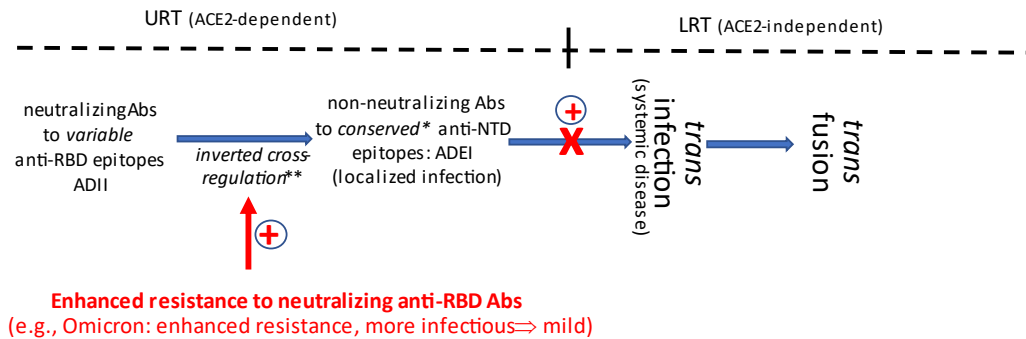 URT (ACE2-dependent)
LRT (ACE2-independent)
neutralizing Abs
to variable
anti-RBD epitopes
ADII
inverted cross-
regulation**
non-neutralizing Abs
to conserved* anti-NTD
epitopes: ADEI
(localized infection)
+
X
trans
infection
(systemic disease)
trans
fusion
+
Enhanced resistance to neutralizing anti-RBD Abs
(e.g., Omicron: enhanced resistance, more infectious⇒ mild)